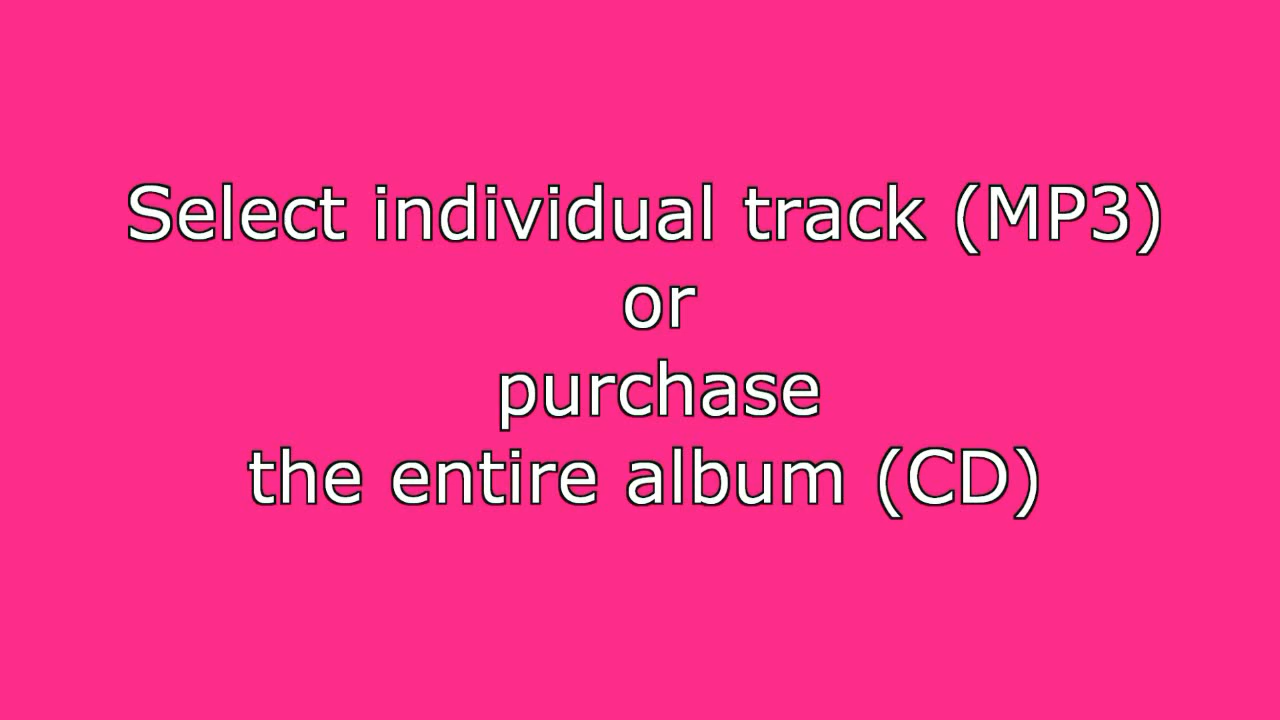 Select individual track (MP3)
or
purchase
the entire album (CD)